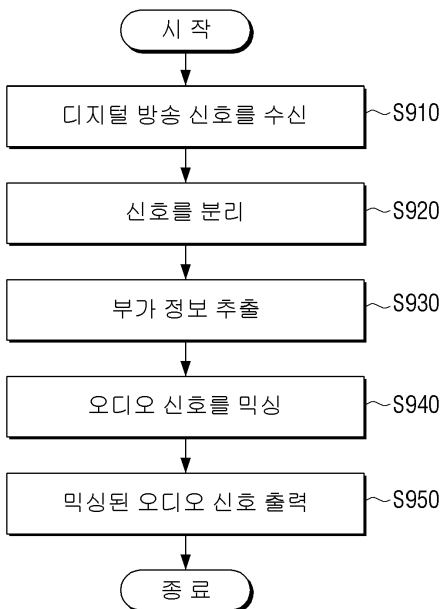 시 작
디지털 방송 신호를 수신 S910
신호를 분리 S920
부가 정보 추출 S930
오디오 신호를 믹싱 S940
믹싱된 오디오 신호 출력 S950
종 료